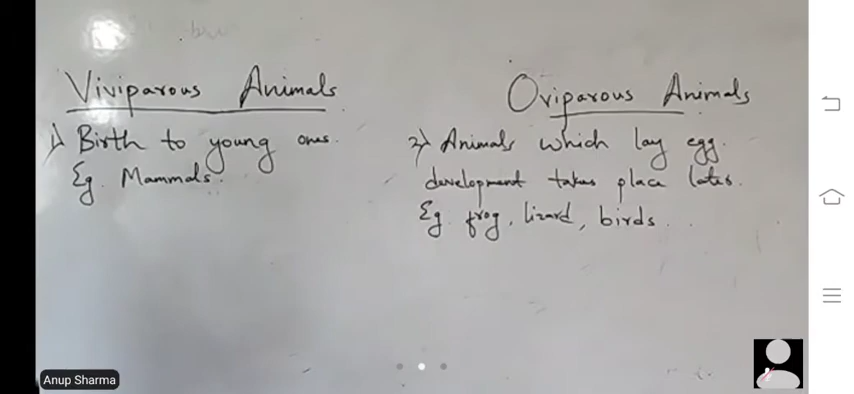 Viviparous Animals
1) Birth to young ones.
Eg. Mammals.
Oviparous Animals
2) Animals which lay egg.
development takes place later.
Eg frog, lizard, birds...
Anup Sharma